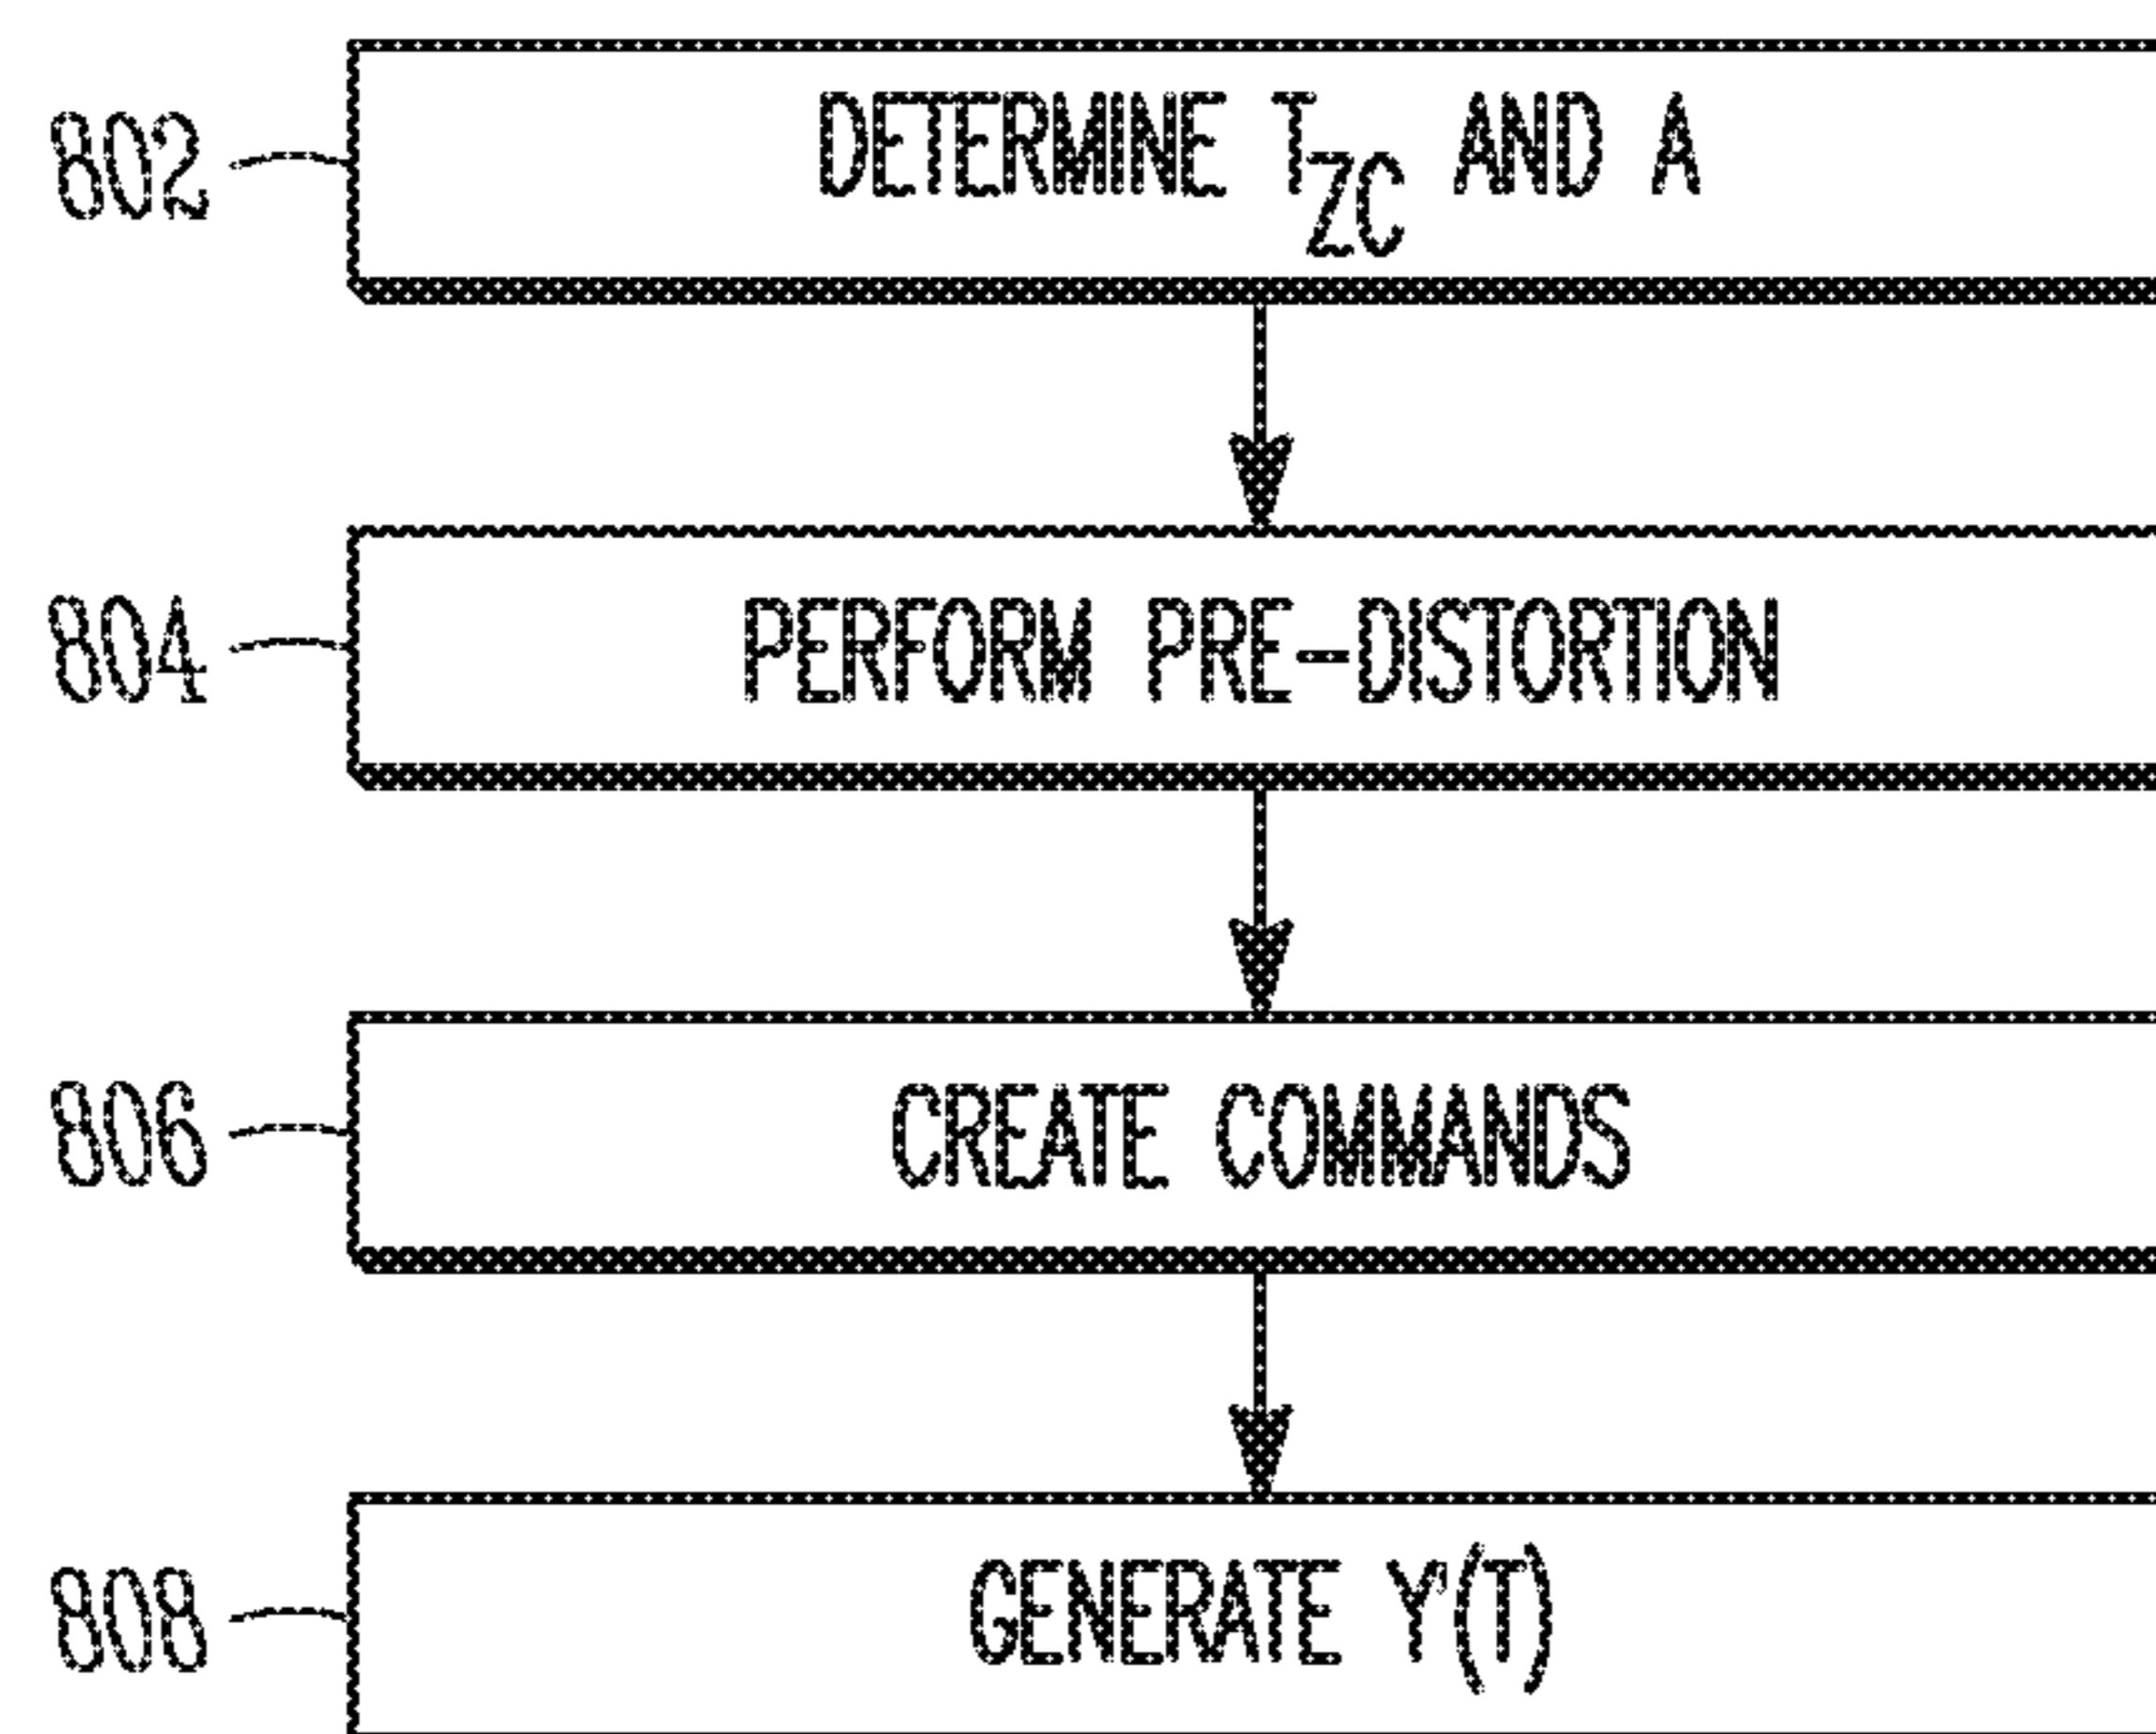 802 DETERMINE T_ZC AND A
804 PERFORM PRE-DISTORTION
806 CREATE COMMANDS
808 GENERATE Y'(T)